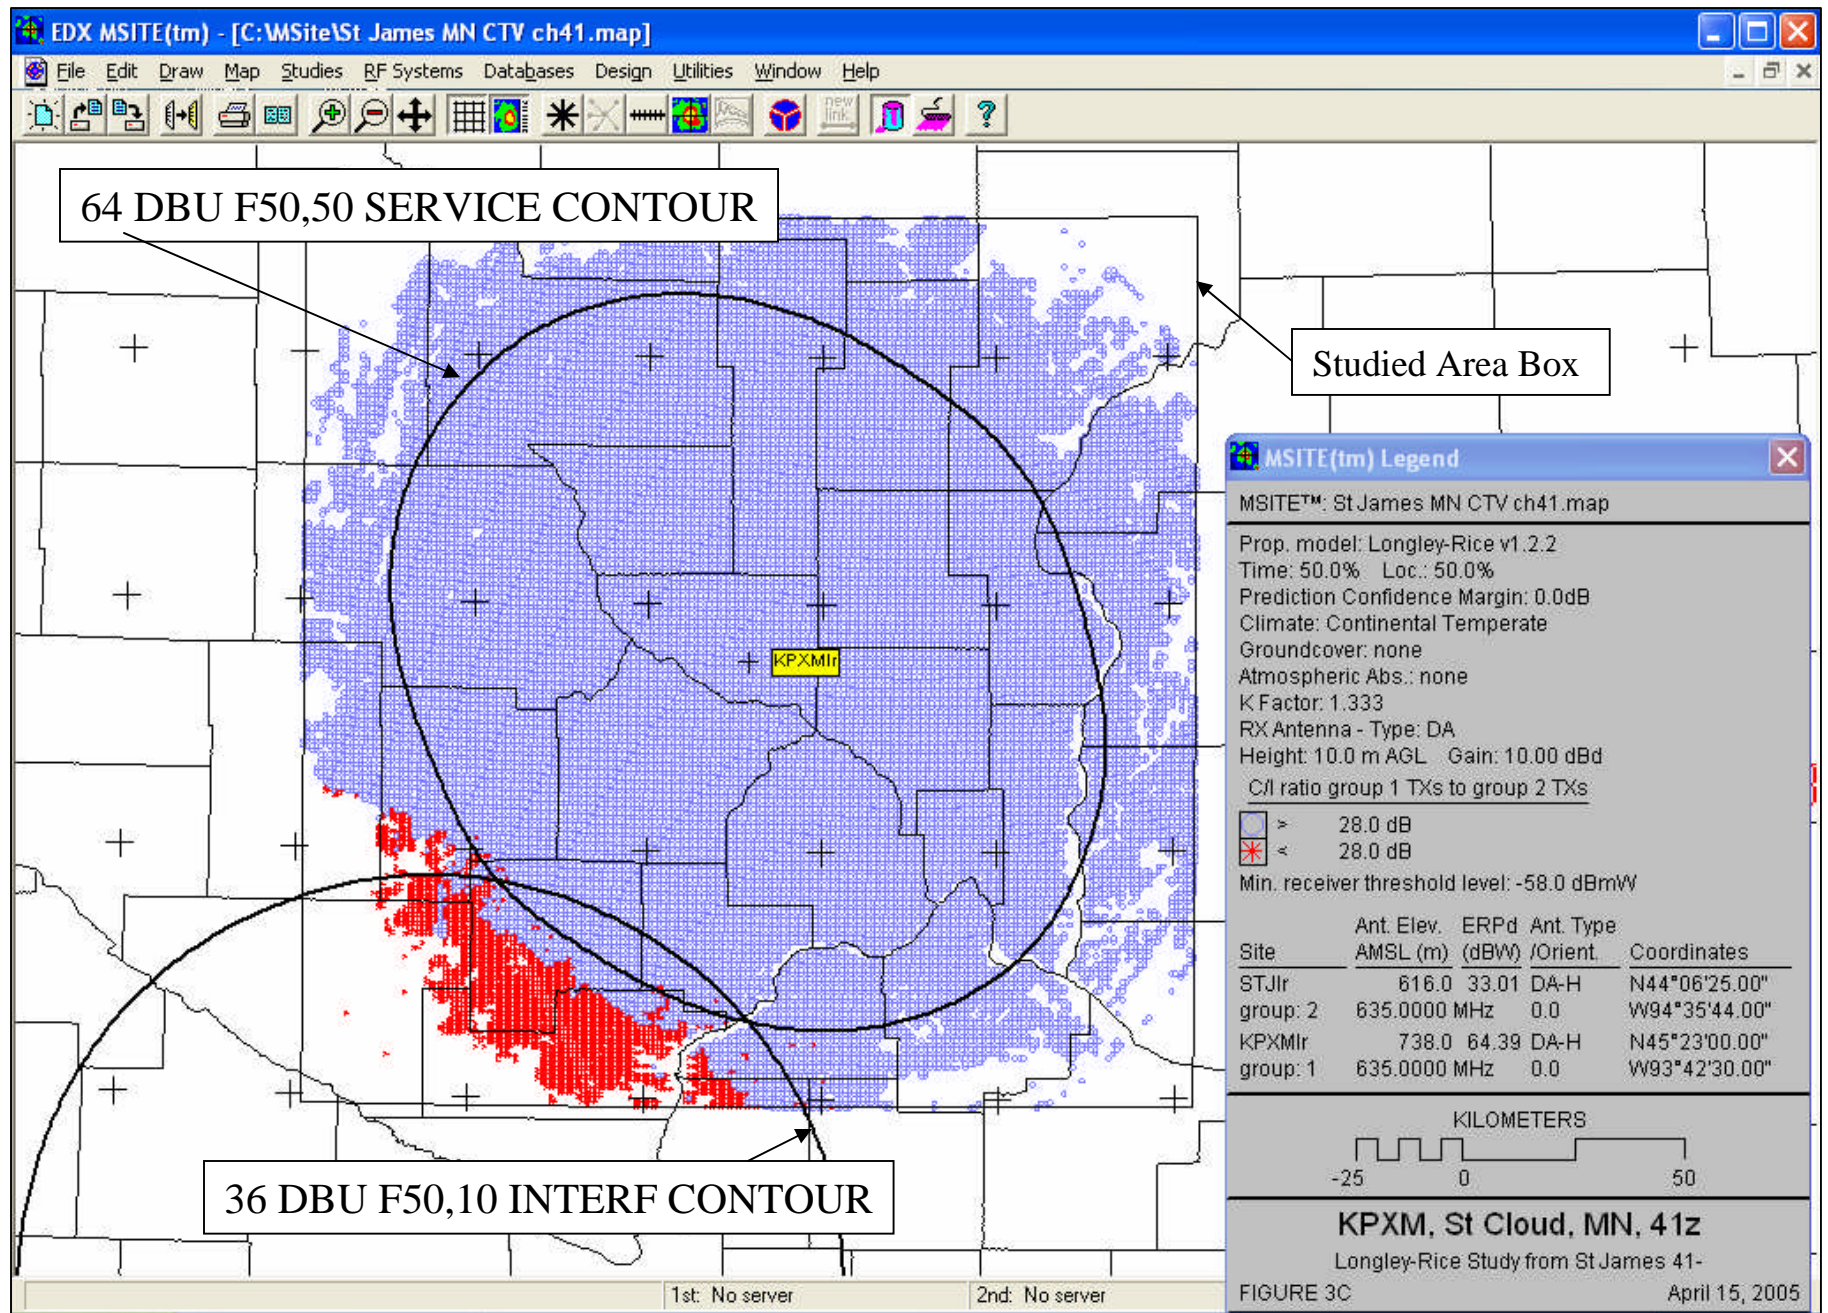 EDX MSITE(tm) - [C:\MSite\St James MN CTV ch41.map]
File Edit Draw Map Studies RF Systems Databases Design Utilities Window Help
new link
64 DBU F50,50 SERVICE CONTOUR
Studied Area Box
KPXMlr
36 DBU F50,10 INTERF CONTOUR
MSITE(tm) Legend
MSITE™: St James MN CTV ch41.map
Prop. model: Longley-Rice v1.2.2
Time: 50.0% Loc.: 50.0%
Prediction Confidence Margin: 0.0dB
Climate: Continental Temperate
Groundcover: none
Atmospheric Abs.: none
K Factor: 1.333
RX Antenna - Type: DA
Height: 10.0 m AGL Gain: 10.00 dBd
C/I ratio group 1 TXs to group 2 TXs
> 28.0 dB
< 28.0 dB
Min. receiver threshold level: -58.0 dBmW
Ant. Elev. ERPd Ant. Type
Site AMSL (m) (dBW) /Orient. Coordinates
STJlr 616.0 33.01 DA-H N44°06'25.00"
group: 2 635.0000 MHz 0.0 W94°35'44.00"
KPXMlr 738.0 64.39 DA-H N45°23'00.00"
group: 1 635.0000 MHz 0.0 W93°42'30.00"
KILOMETERS
-25 0 50
KPXM, St Cloud, MN, 41z
Longley-Rice Study from St James 41-
FIGURE 3C April 15, 2005
1st: No server 2nd: No server